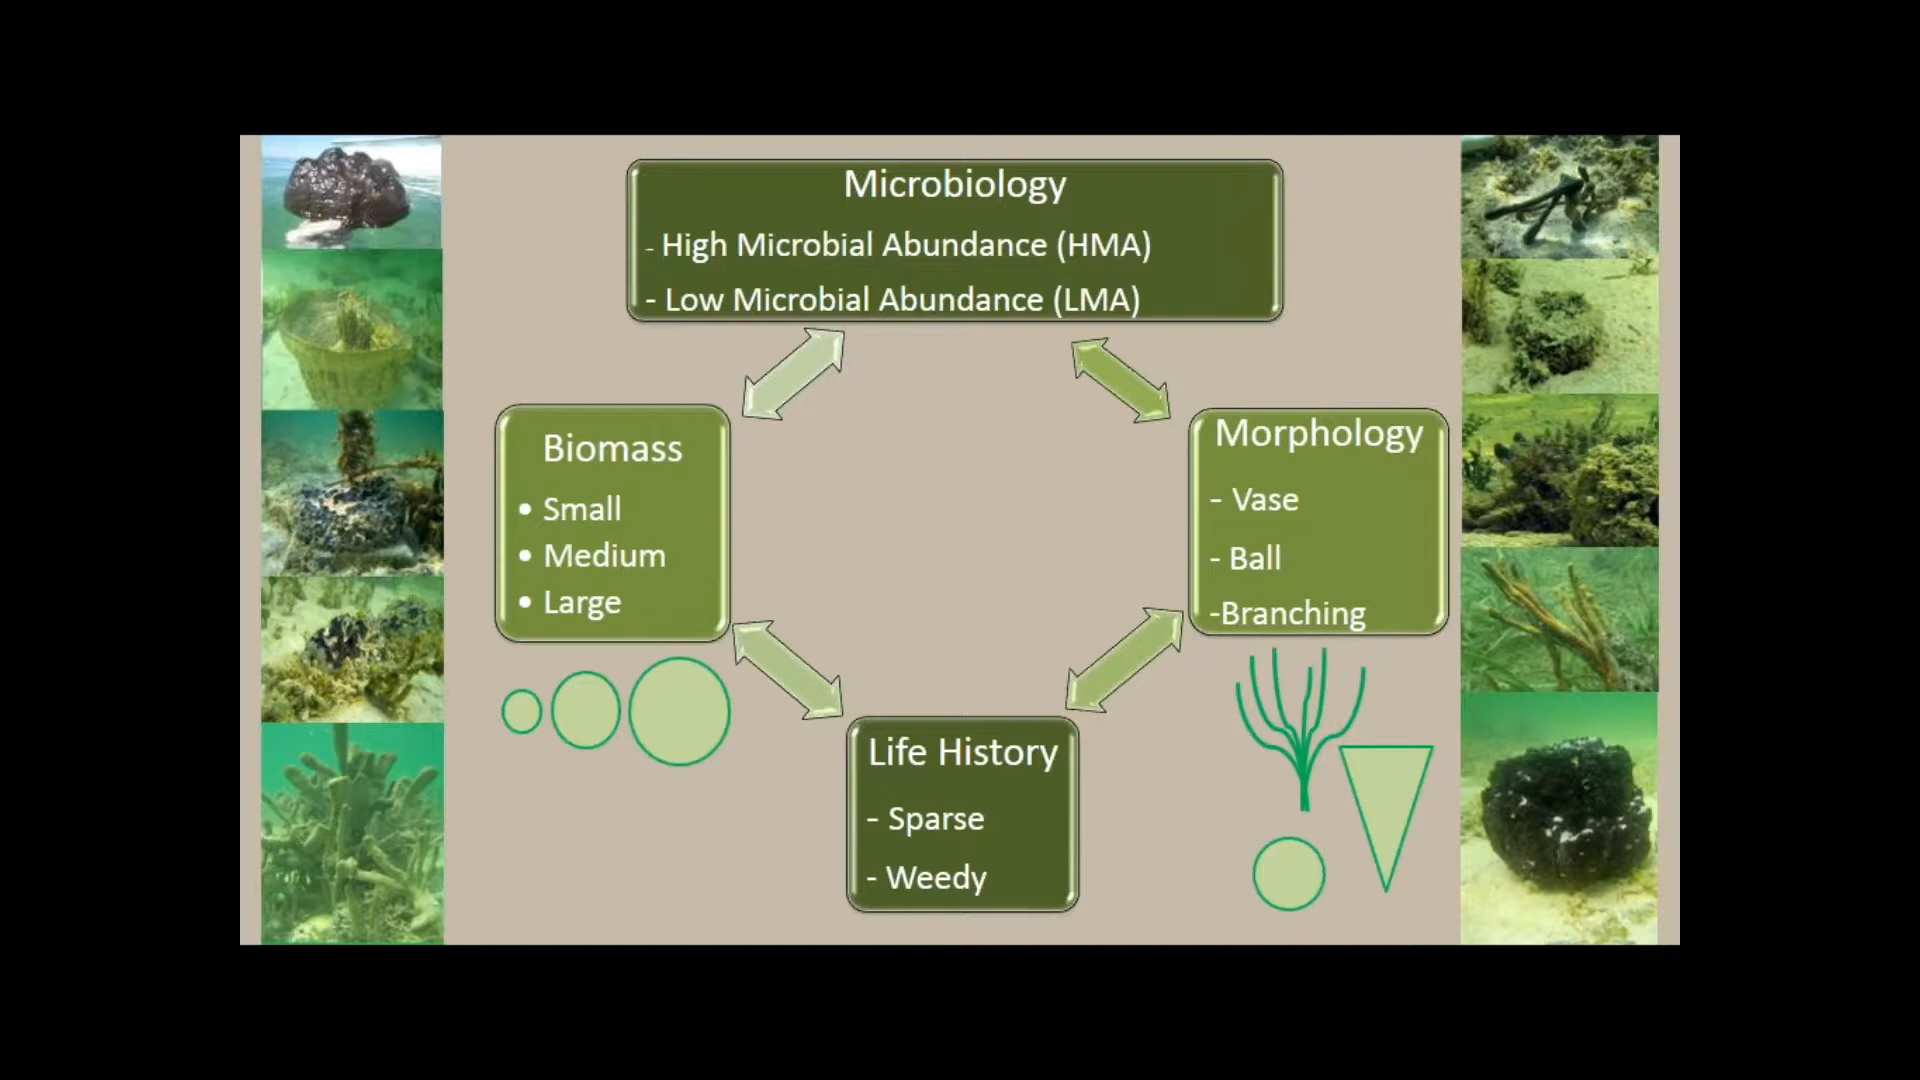 Microbiology
- High Microbial Abundance (HMA)
- Low Microbial Abundance (LMA)
Biomass
• Small
• Medium
• Large
Morphology
- Vase
- Ball
-Branching
Life History
- Sparse
- Weedy